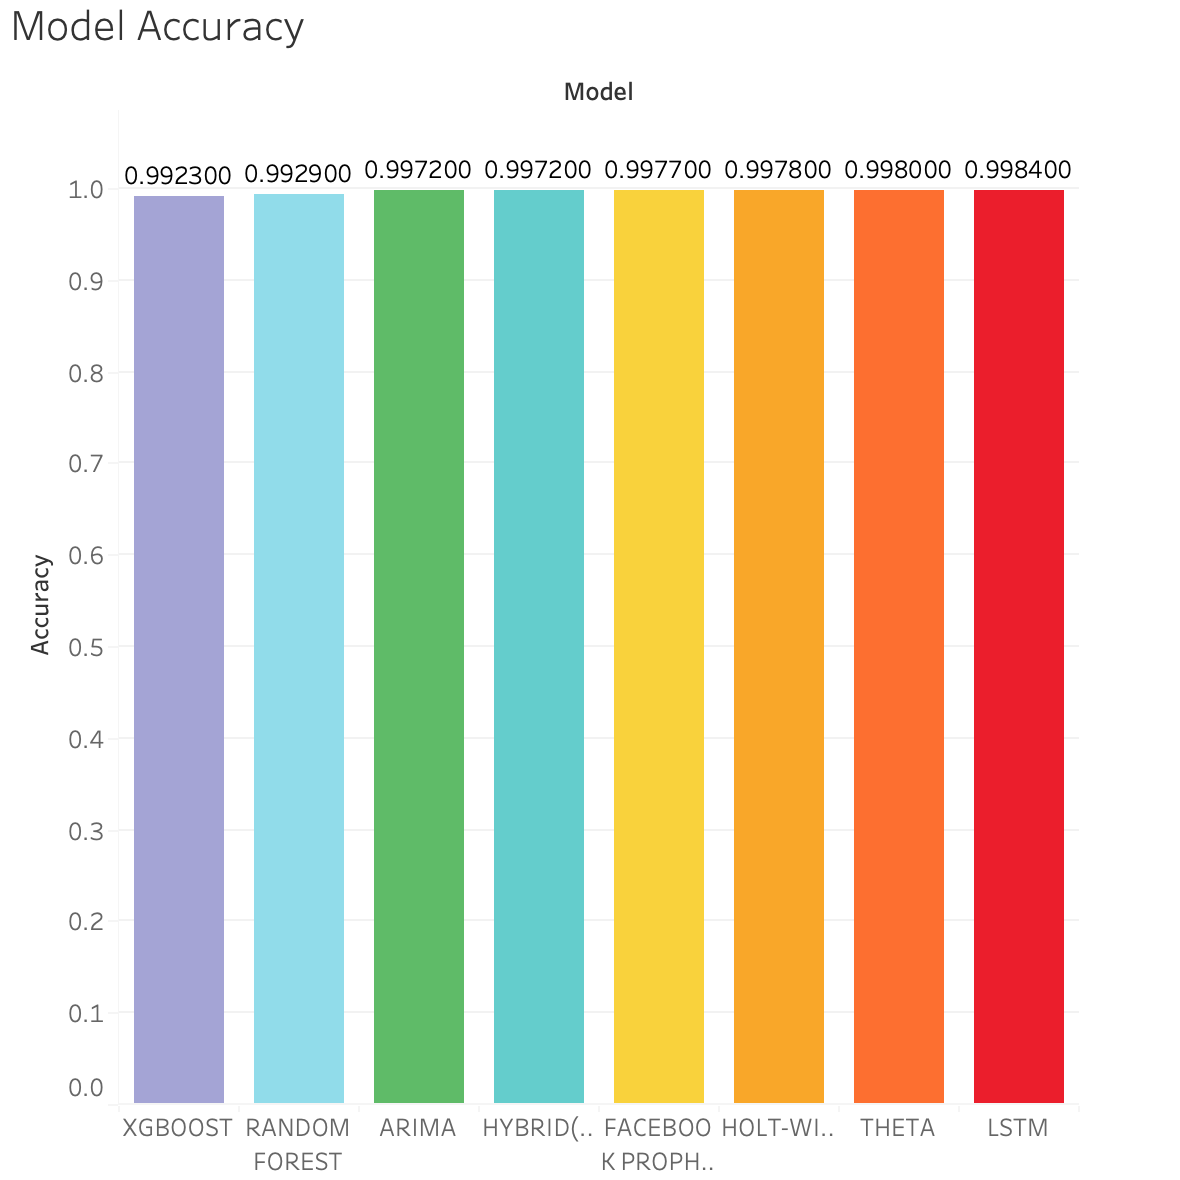 Model Accuracy
Model
0.992300 0.992900 0.997200 0.997200 0.997700 0.997800 0.998000 0.998400
1.0
0.9
0.8
0.7
0.6
0.5
0.4
0.3
0.2
0.1
0.0
Accuracy
XGBOOST RANDOM ARIMA HYBRID(.. FACEBOO HOLT-WI.. THETA LSTM
FOREST K PROPH..